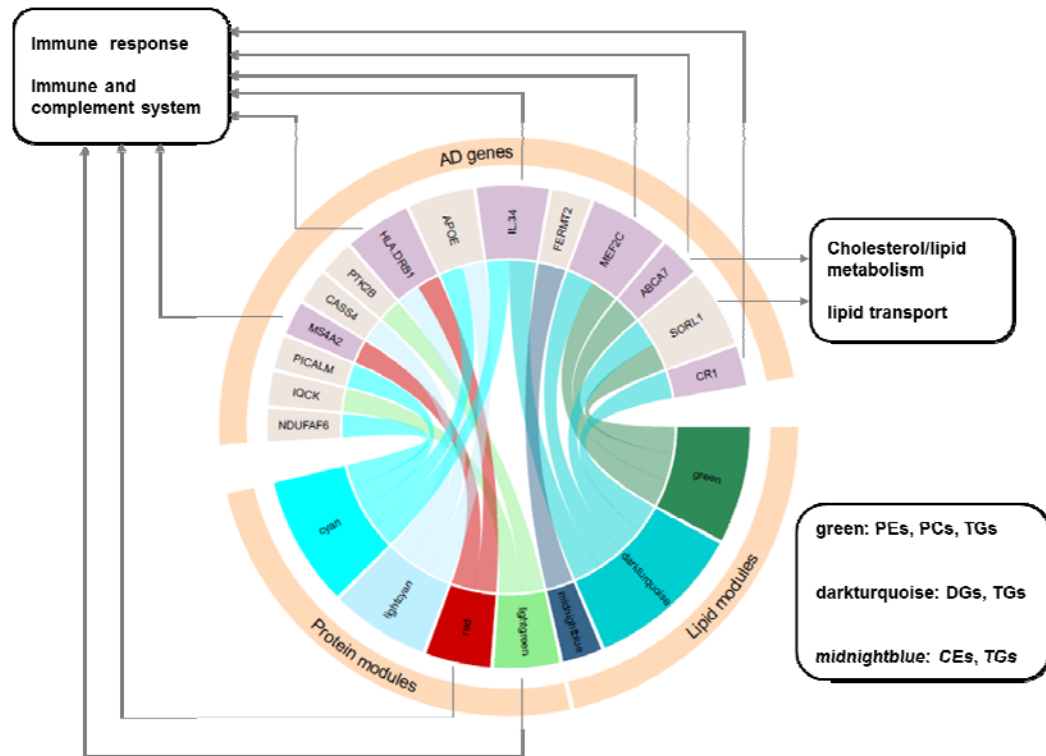 Immune response
Immune and
complement system
AD genes
NDUFAF6
IQCK
PICALM
MS4A2
CASS4
PTK2B
HLA.DRB1
APOE
IL34
FERMT2
MEF2C
ABCA7
SORL1
CR1
Cholesterol/lipid
metabolism
lipid transport
cyan
lightcyan
red
lightgreen
midnightblue
darkturquoise
green
Protein modules
Lipid modules
green: PEs, PCs, TGs
darkturquoise: DGs, TGs
midnightblue: CEs, TGs